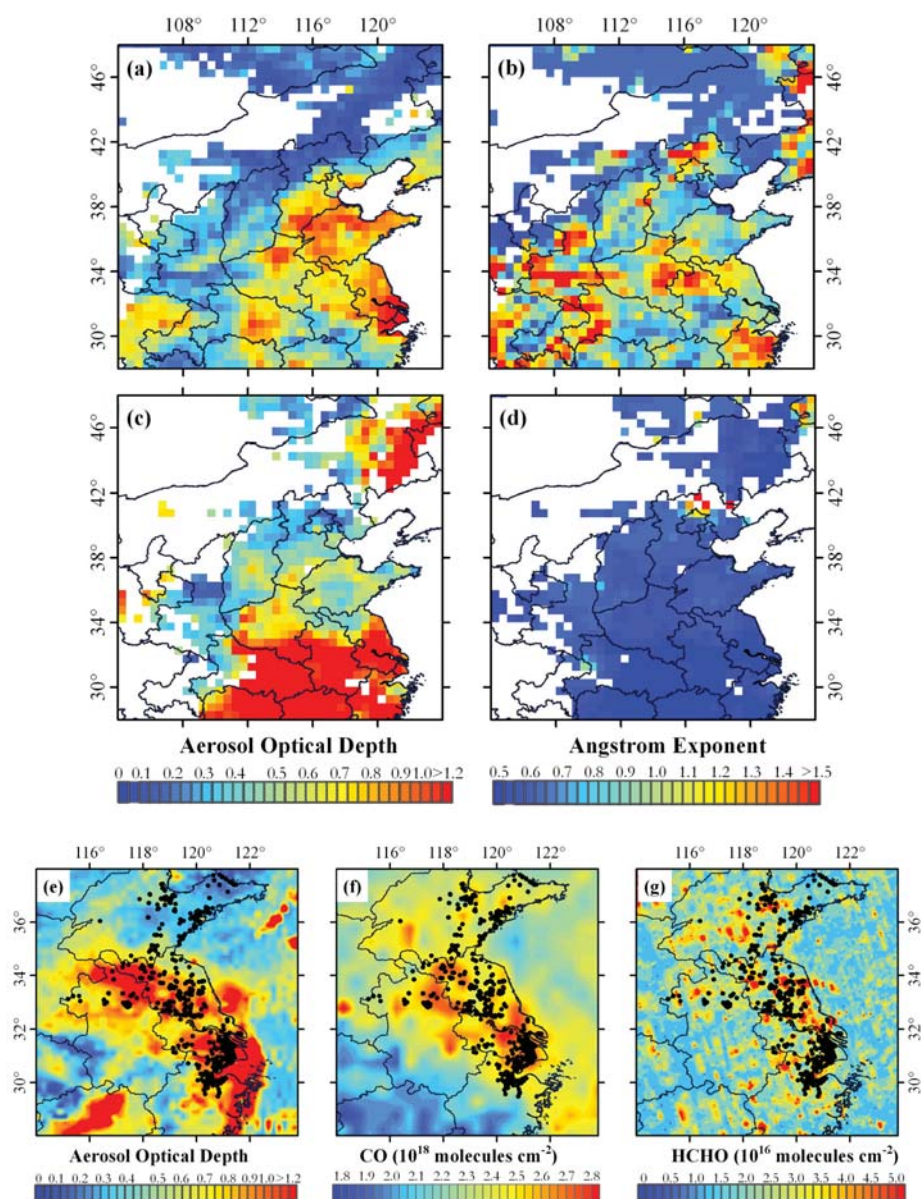 108° 112° 116° 120° 108° 112° 116° 120°
(a) (b)
46° 46°
42° 42°
38° 38°
34° 34°
30° 30°
(c) (d)
46° 46°
42° 42°
38° 38°
34° 34°
30° 30°
Aerosol Optical Depth Angstrom Exponent
0 0.1 0.2 0.3 0.4 0.5 0.6 0.7 0.8 0.9 1.0 >1.2
0.5 0.6 0.7 0.8 0.9 1.0 1.1 1.2 1.3 1.4 >1.5
116° 118° 120° 122° 116° 118° 120° 122° 116° 118° 120° 122°
(e) (f) (g)
36° 36° 36°
34° 34° 34°
32° 32° 32°
30° 30° 30°
Aerosol Optical Depth CO (10¹⁸ molecules cm⁻²) HCHO (10¹⁶ molecules cm⁻²)
0 0.1 0.2 0.3 0.4 0.5 0.6 0.7 0.8 0.9 1.0 >1.2
1.8 1.9 2.0 2.1 2.2 2.3 2.4 2.5 2.6 2.7 2.8
0 0.5 1.0 1.5 2.0 2.5 3.0 3.5 4.0 4.5 5.0